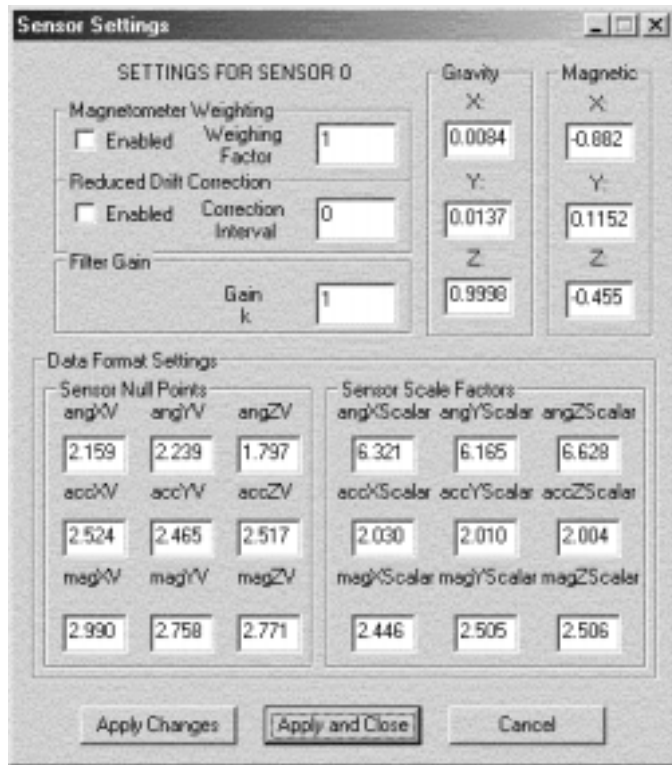 Sensor Settings
SETTINGS FOR SENSOR 0
Magnetometer Weighting
Enabled
Weighing Factor
1
Reduced Drift Correction
Enabled
Correction Interval
0
Filter Gain
Gain k
1
Gravity
X:
0.0084
Y:
0.0137
Z:
0.9998
Magnetic
X:
-0.882
Y:
0.1152
Z:
-0.455
Data Format Settings
Sensor Null Points
angXV angYV angZV
2.159 2.239 1.797
accXV accYV accZV
2.524 2.465 2.517
magXV magYV magZV
2.990 2.758 2.771
Sensor Scale Factors
angXScalar angYScalar angZScalar
6.321 6.165 6.628
accXScalar accYScalar accZScalar
2.030 2.010 2.004
magXScalar magYScalar magZScalar
2.446 2.505 2.506
Apply Changes
Apply and Close
Cancel